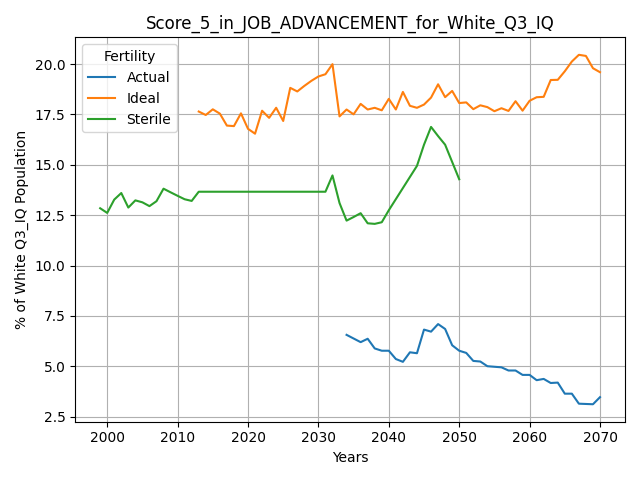 Score_5_in_JOB_ADVANCEMENT_for_White_Q3_IQ
Fertility
Actual
Ideal
Sterile
% of White Q3_IQ Population
20.0
17.5
15.0
12.5
10.0
7.5
5.0
2.5
2000 2010 2020 2030 2040 2050 2060 2070
Years